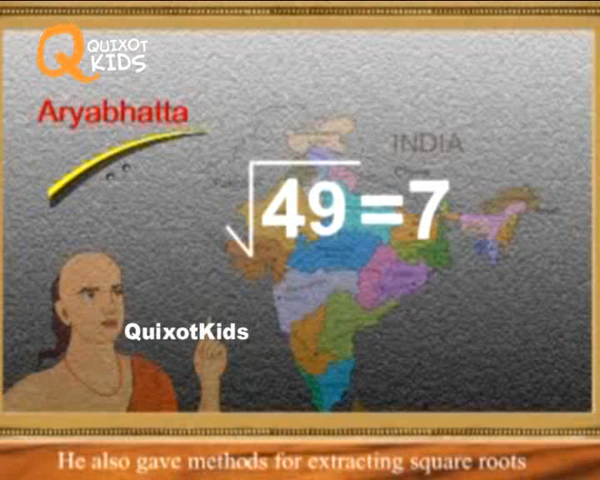 QUIXOT
KIDS
Aryabhatta
INDIA
√49=7
QuixotKids
He also gave methods for extracting square roots